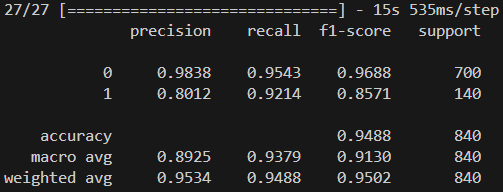 27/27 [==============================] - 15s 535ms/step
precision recall f1-score support
0 0.9838 0.9543 0.9688 700
1 0.8012 0.9214 0.8571 140
accuracy 0.9488 840
macro avg 0.8925 0.9379 0.9130 840
weighted avg 0.9534 0.9488 0.9502 840